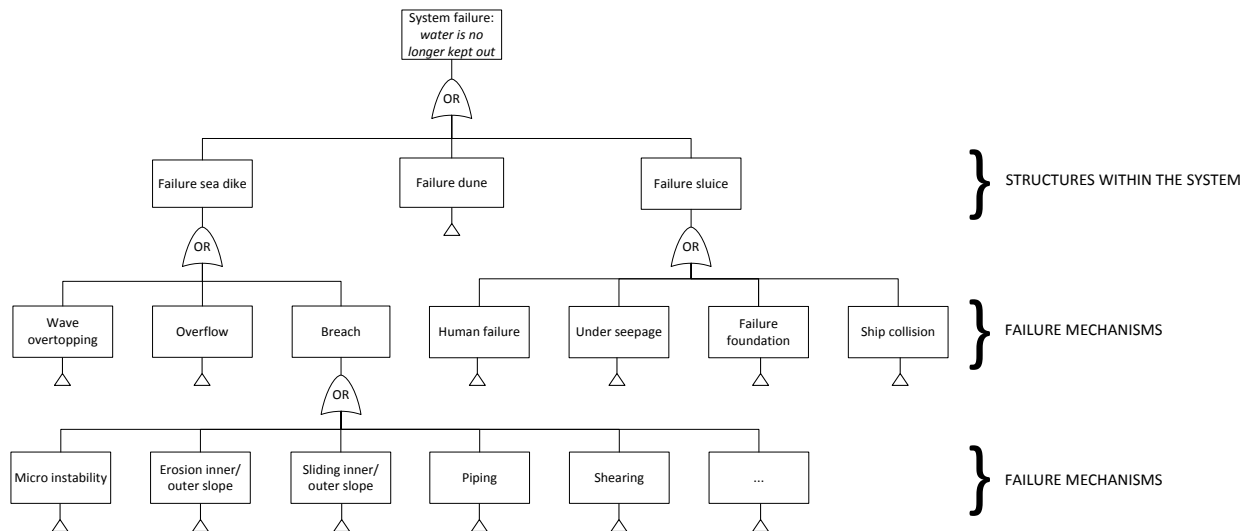 System failure:
water is no
longer kept out
OR
Failure sea dike
Failure dune
Failure sluice
} STRUCTURES WITHIN THE SYSTEM
OR
OR
Wave
overtopping
Overflow
Breach
Human failure
Under seepage
Failure
foundation
Ship collision
} FAILURE MECHANISMS
OR
Micro instability
Erosion inner/
outer slope
Sliding inner/
outer slope
Piping
Shearing
...
} FAILURE MECHANISMS